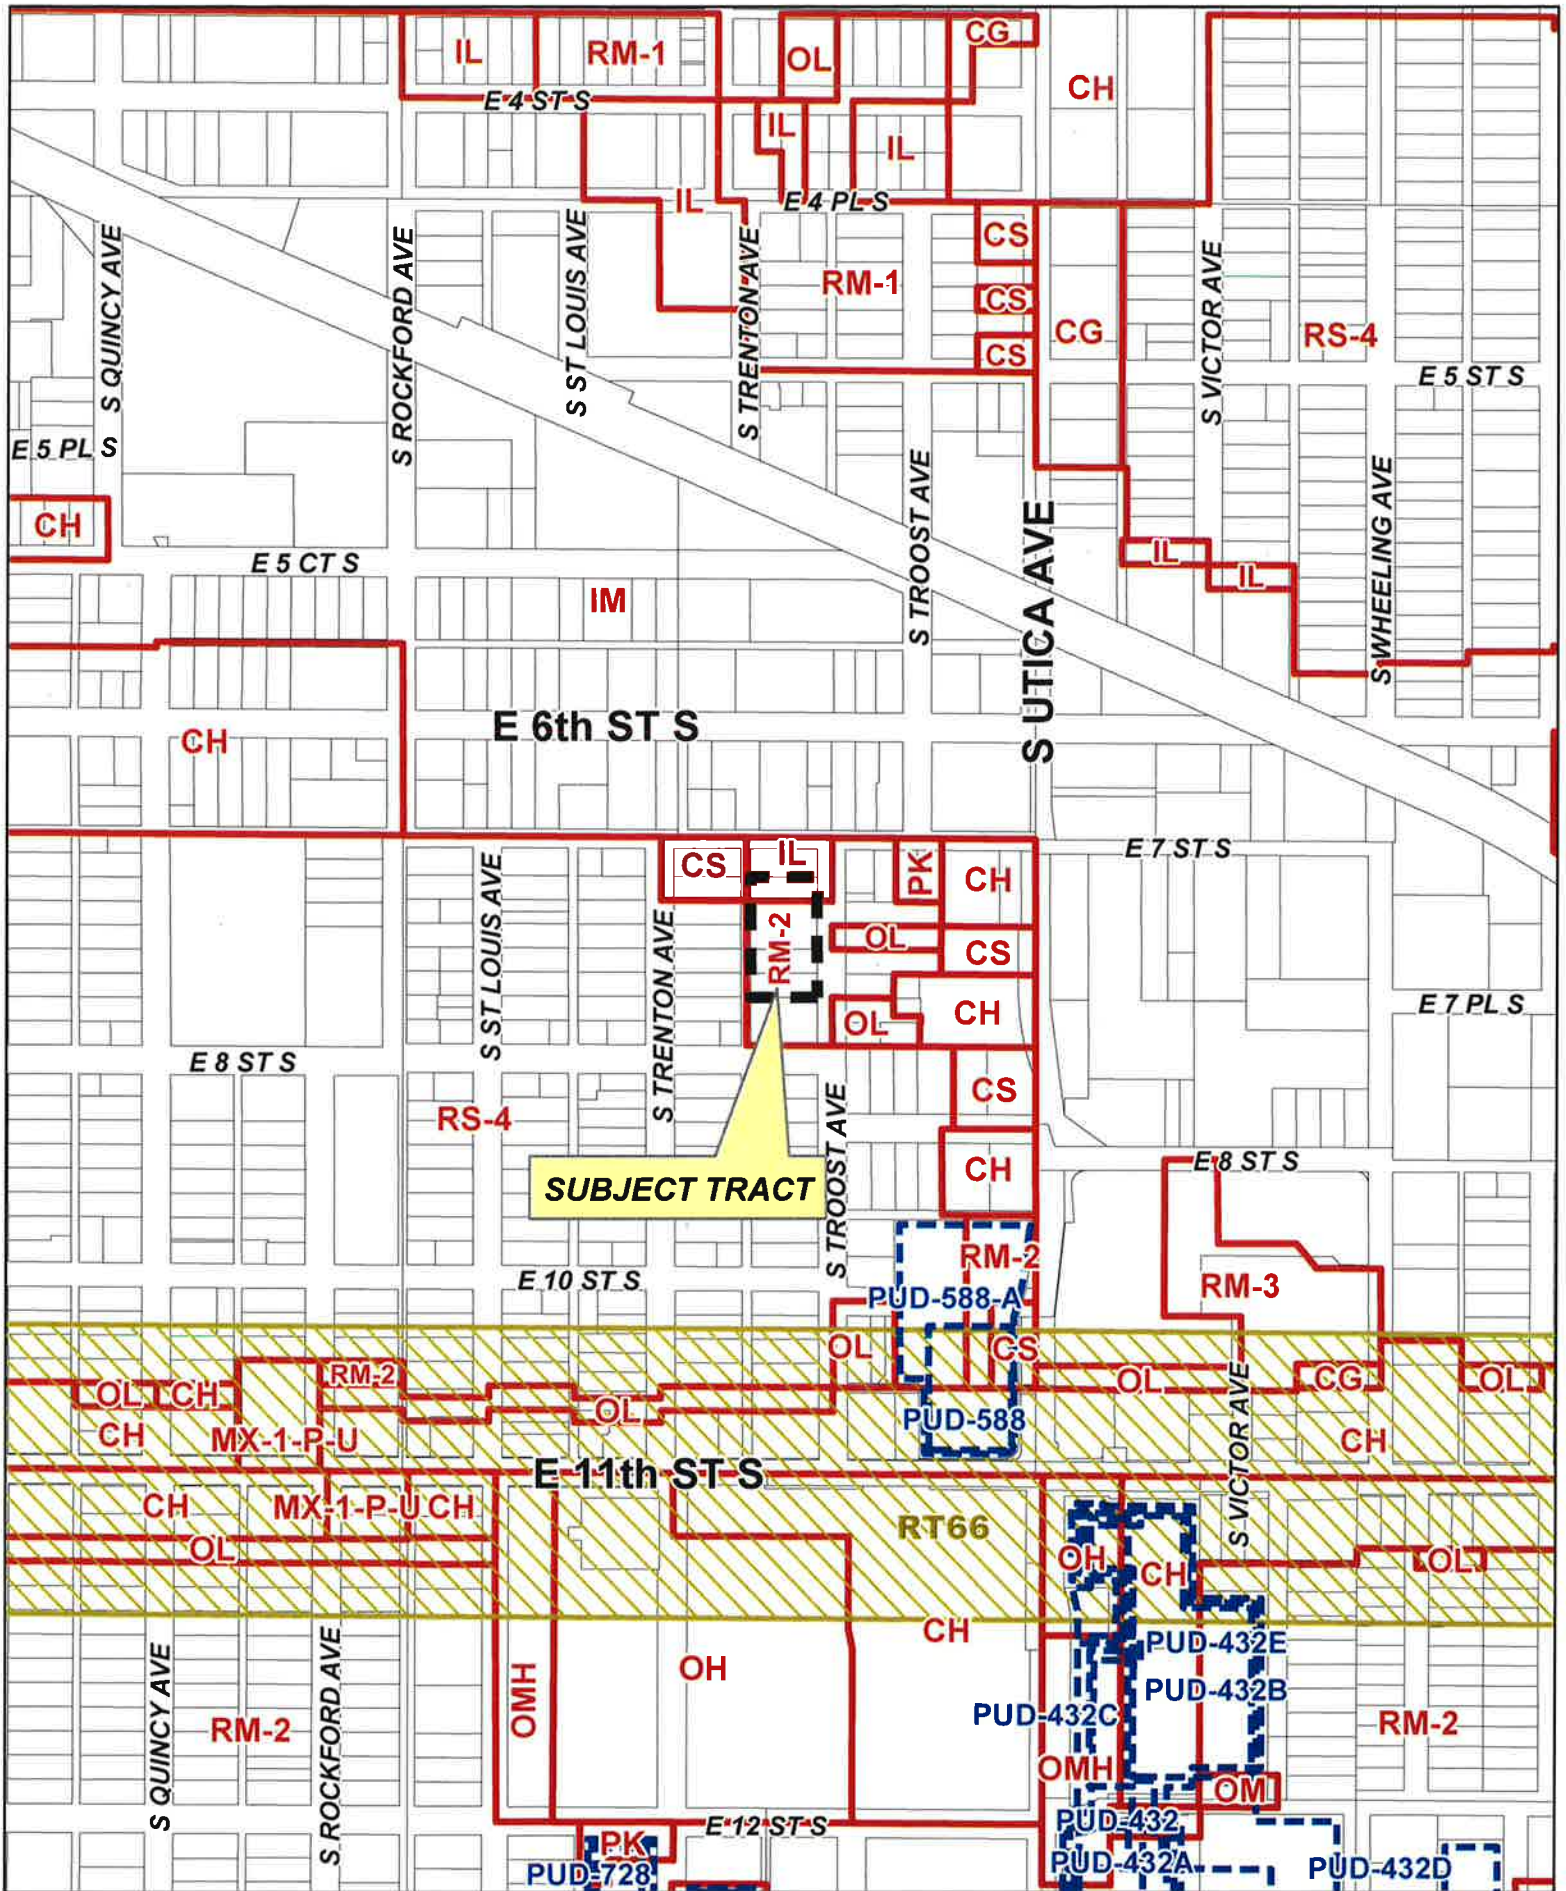 IL
RM-1
OL
CG
CH
E 4 ST S
IL
IL
IL
E 4 PL S
S QUINCY AVE
S ROCKFORD AVE
S ST LOUIS AVE
S TRENTON AVE
RM-1
CS
CS
CS
CG
S VICTOR AVE
RS-4
E 5 ST S
E 5 PL S
CH
E 5 CT S
IM
S TROOST AVE
S UTICA AVE
IL
IL
S WHEELING AVE
CH
E 6th ST S
E 7 ST S
CS
IL
PK
CH
S ST LOUIS AVE
S TRENTON AVE
RM-2
OL
CS
OL
CH
E 7 PL S
E 8 ST S
RS-4
CS
S TROOST AVE
CH
E 8 ST S
SUBJECT TRACT
RM-2
E 10 ST S
PUD-588-A
RM-3
OL
CS
RM-2
OL
CH
OL
OL
CG
OL
CH
MX-1-P-U
PUD-588
S VICTOR AVE
CH
E 11th ST S
CH
MX-1-P-U
CH
RT66
OL
OH
CH
OL
CH
PUD-432E
OMH
OH
PUD-432B
PUD-432C
S QUINCY AVE
RM-2
S ROCKFORD AVE
RM-2
OMH
OM
E 12 ST S
PUD-432
PK
PUD-728
PUD-432A
PUD-432D